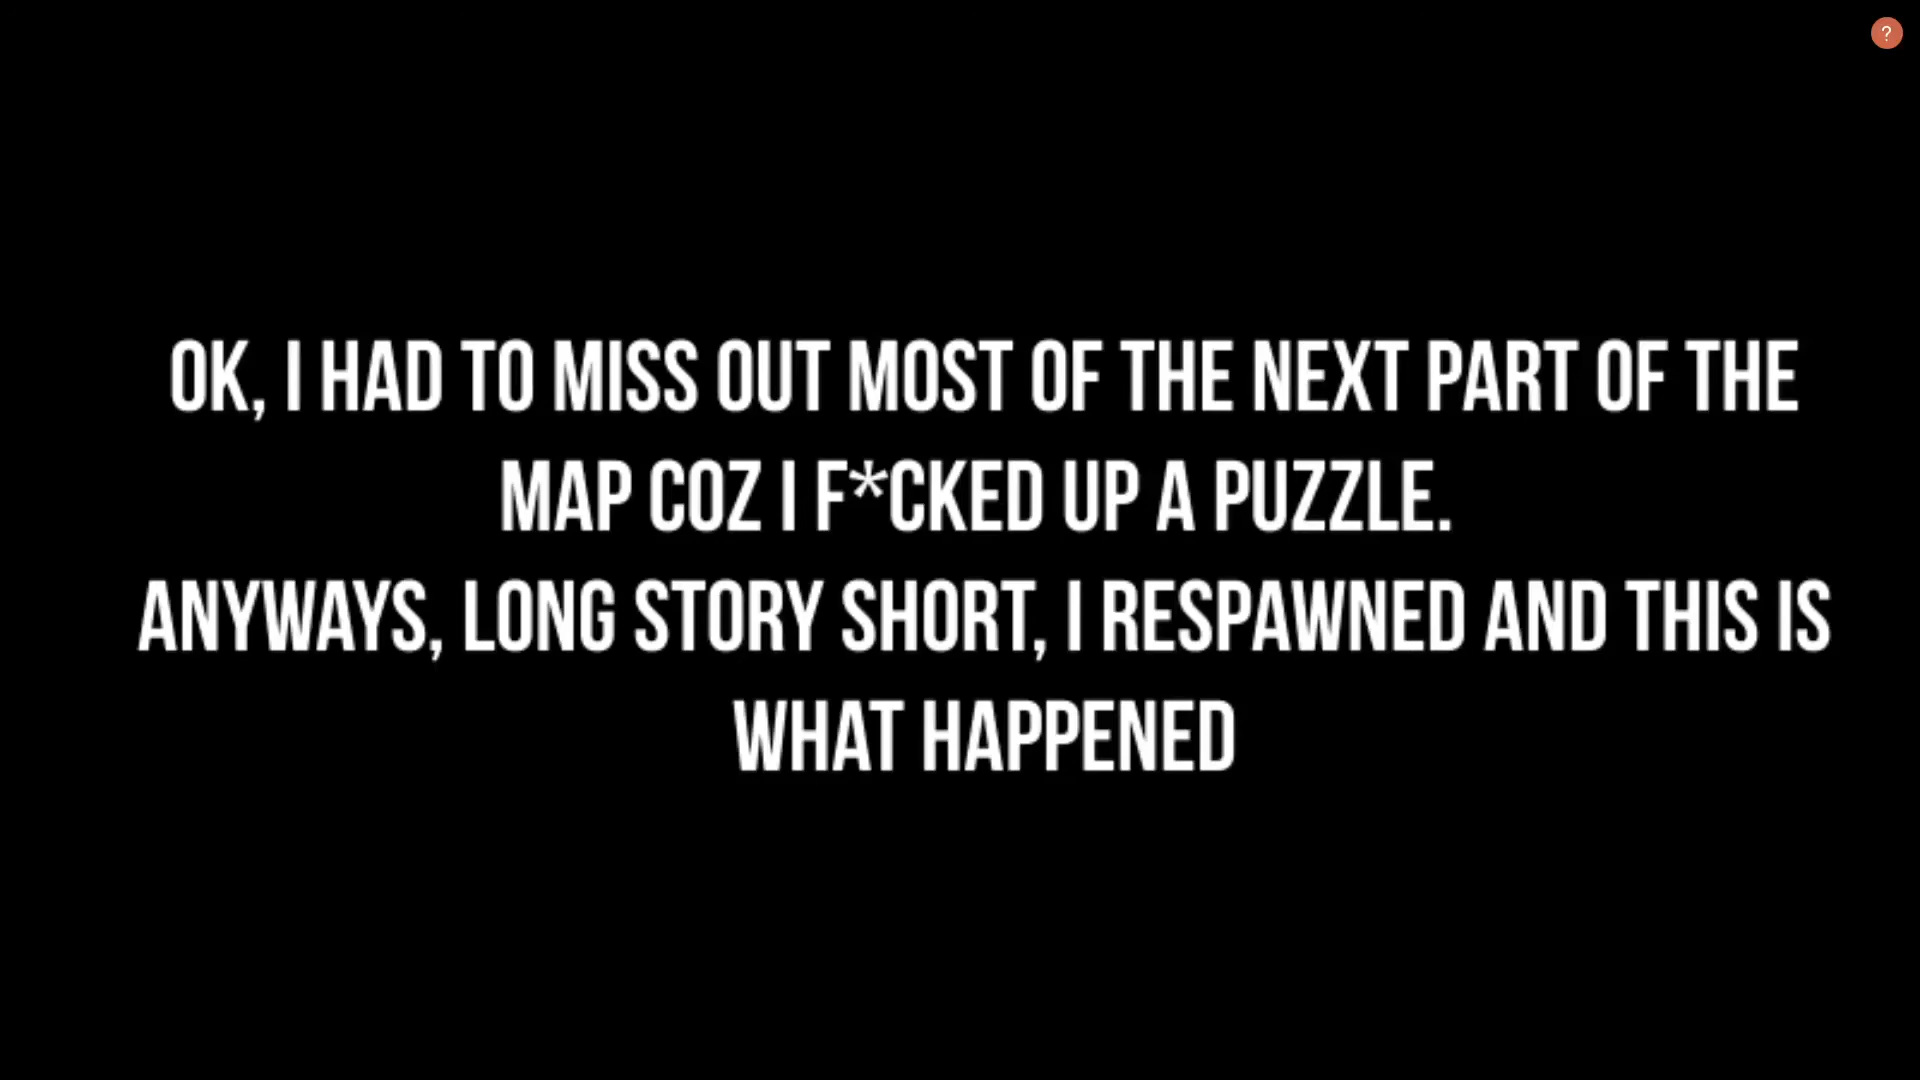 ?
OK, I HAD TO MISS OUT MOST OF THE NEXT PART OF THE
MAP COZ I F*CKED UP A PUZZLE.
ANYWAYS, LONG STORY SHORT, I RESPAWNED AND THIS IS
WHAT HAPPENED